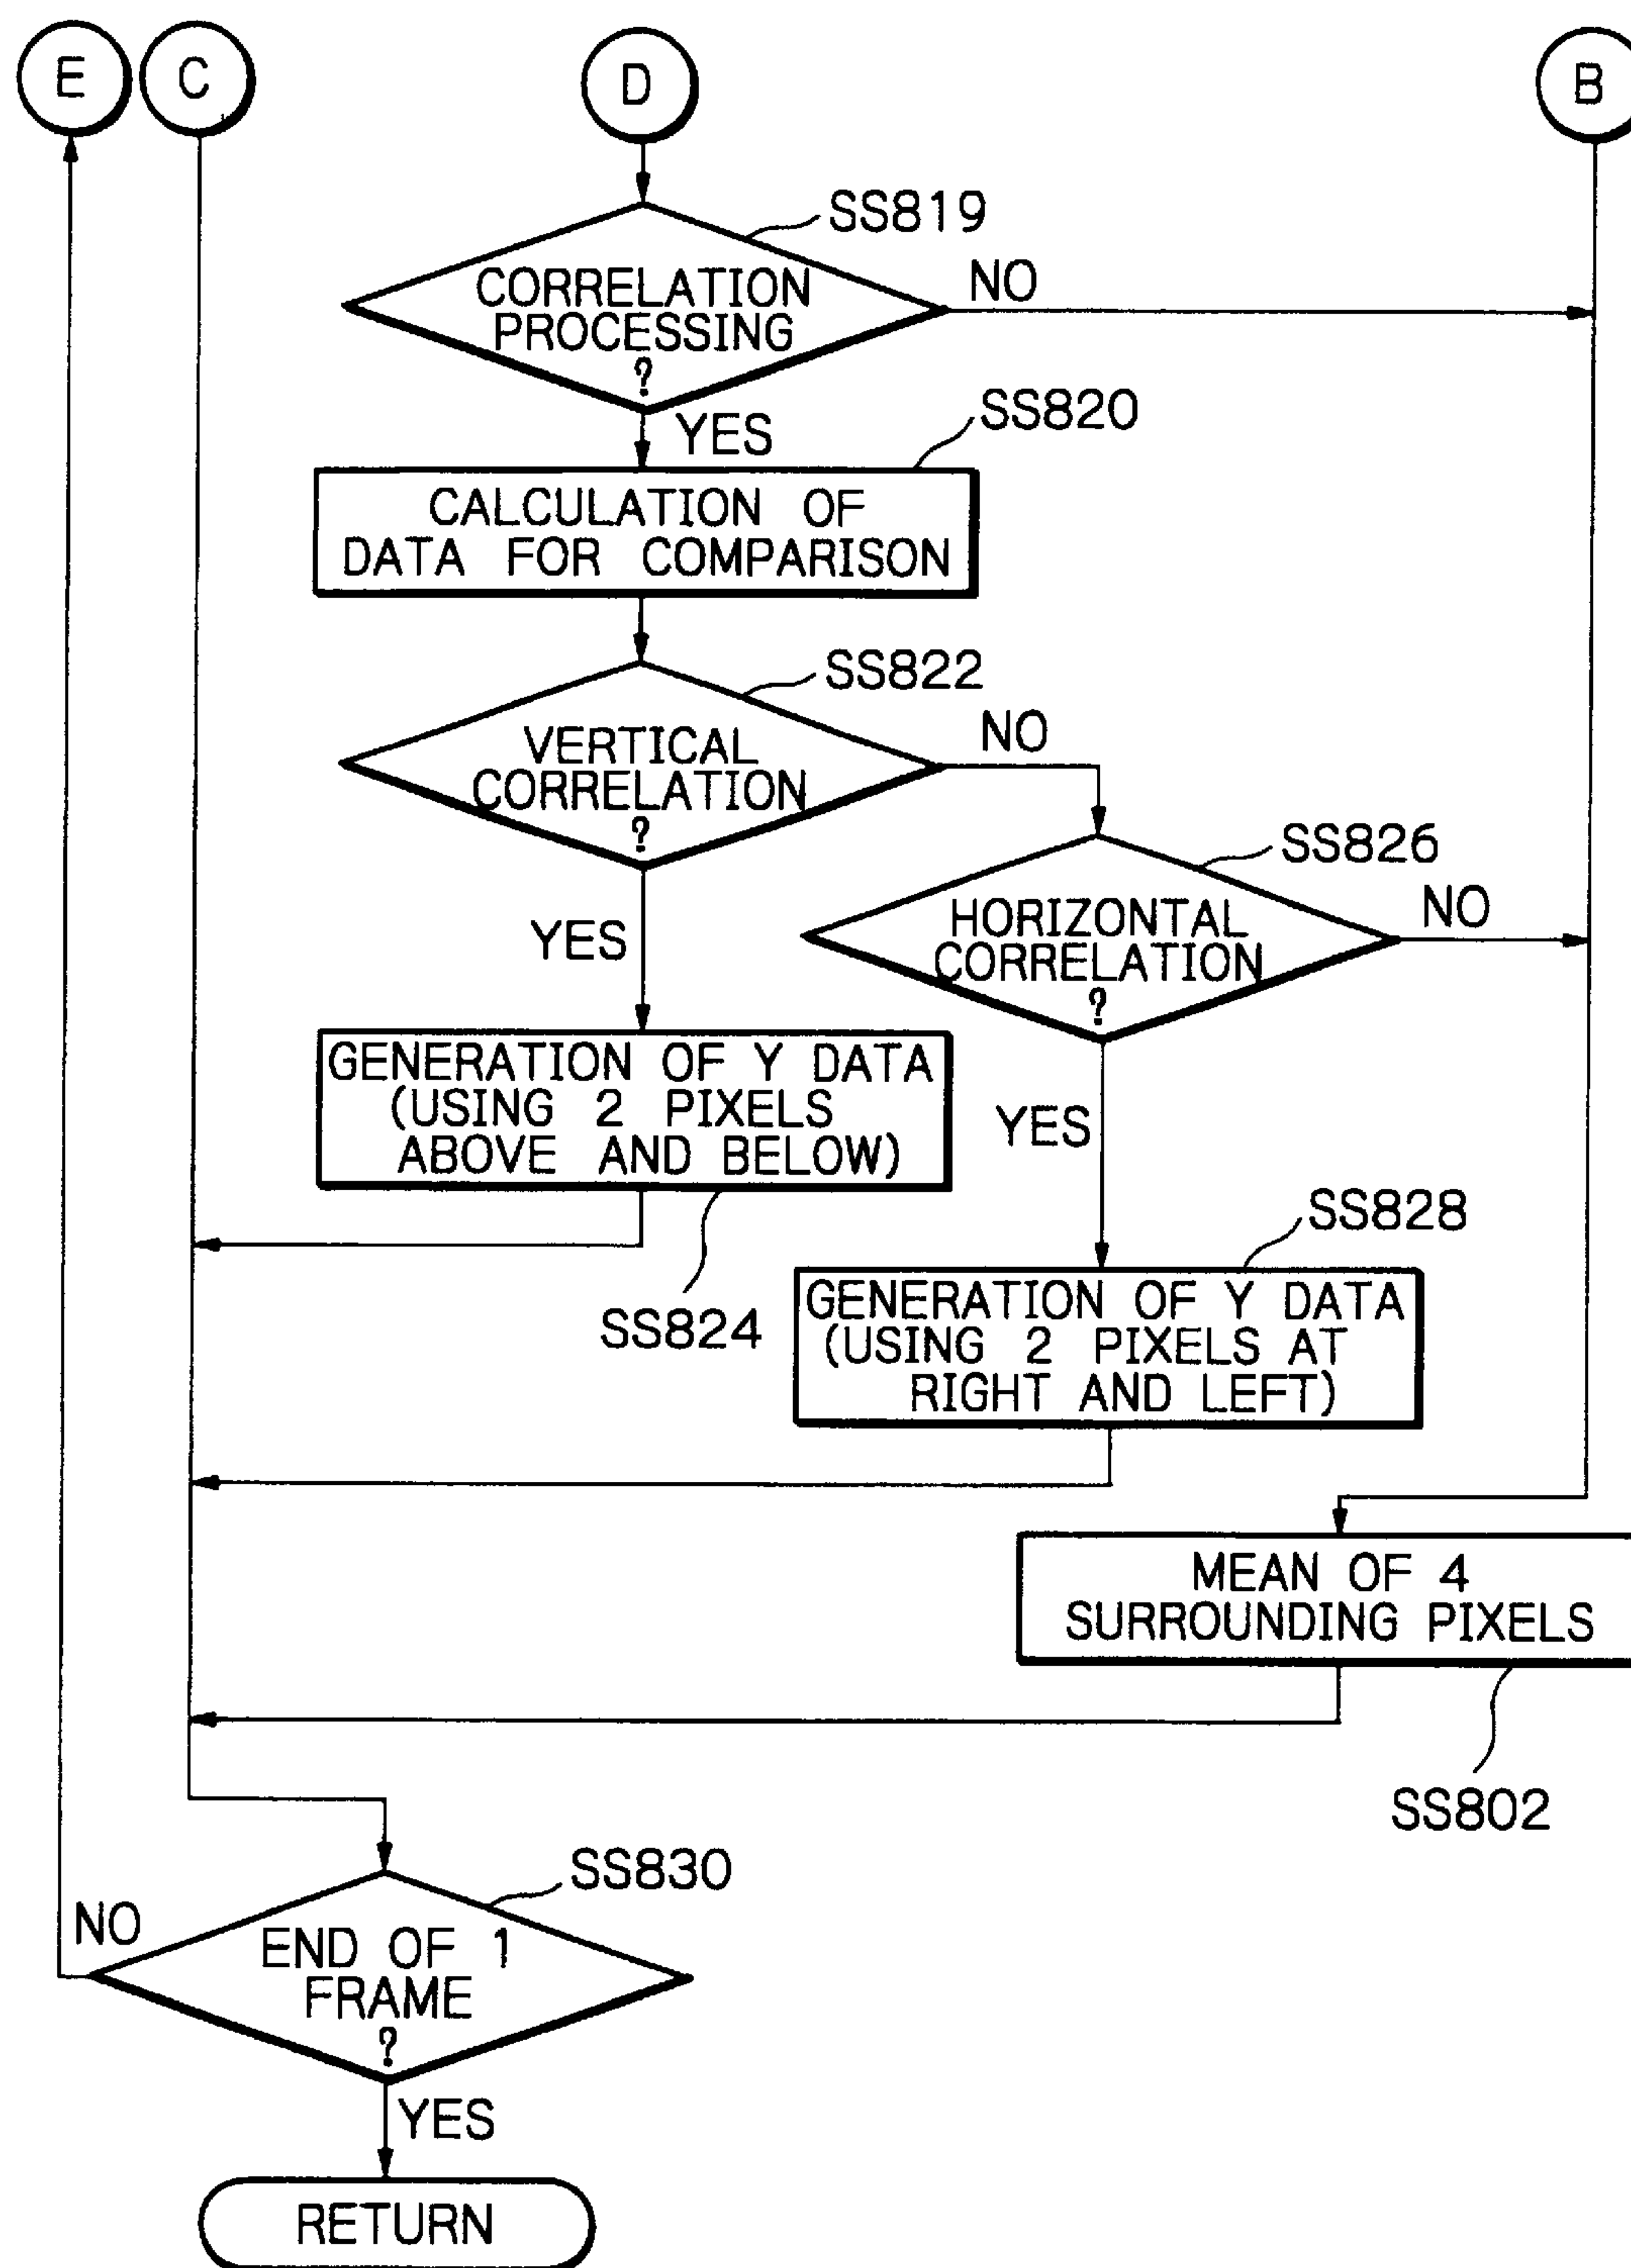 E
C
D
B
SS819
CORRELATION
PROCESSING
?
NO
YES
SS820
CALCULATION OF
DATA FOR COMPARISON
SS822
VERTICAL
CORRELATION
?
NO
SS826
HORIZONTAL
CORRELATION
?
NO
YES
GENERATION OF Y DATA
(USING 2 PIXELS
ABOVE AND BELOW)
YES
SS828
SS824
GENERATION OF Y DATA
(USING 2 PIXELS AT
RIGHT AND LEFT)
MEAN OF 4
SURROUNDING PIXELS
SS802
SS830
NO
END OF 1
FRAME
?
YES
RETURN